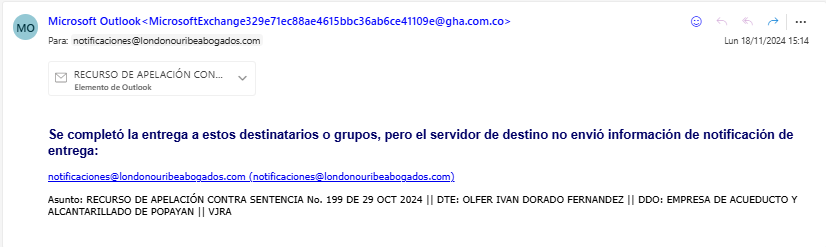 MO
Microsoft Outlook<MicrosoftExchange329e71ec88ae4615bbc36ab6ce41109e@gha.com.co>
Para: notificaciones@londonouribeabogados.com
Lun 18/11/2024 15:14
RECURSO DE APELACIÓN CON...
Elemento de Outlook
Se completó la entrega a estos destinatarios o grupos, pero el servidor de destino no envió información de notificación de
entrega:
notificaciones@londonouribeabogados.com (notificaciones@londonouribeabogados.com)
Asunto: RECURSO DE APELACIÓN CONTRA SENTENCIA No. 199 DE 29 OCT 2024 || DTE: OLFER IVAN DORADO FERNANDEZ || DDO: EMPRESA DE ACUEDUCTO Y
ALCANTARILLADO DE POPAYAN || VJRA